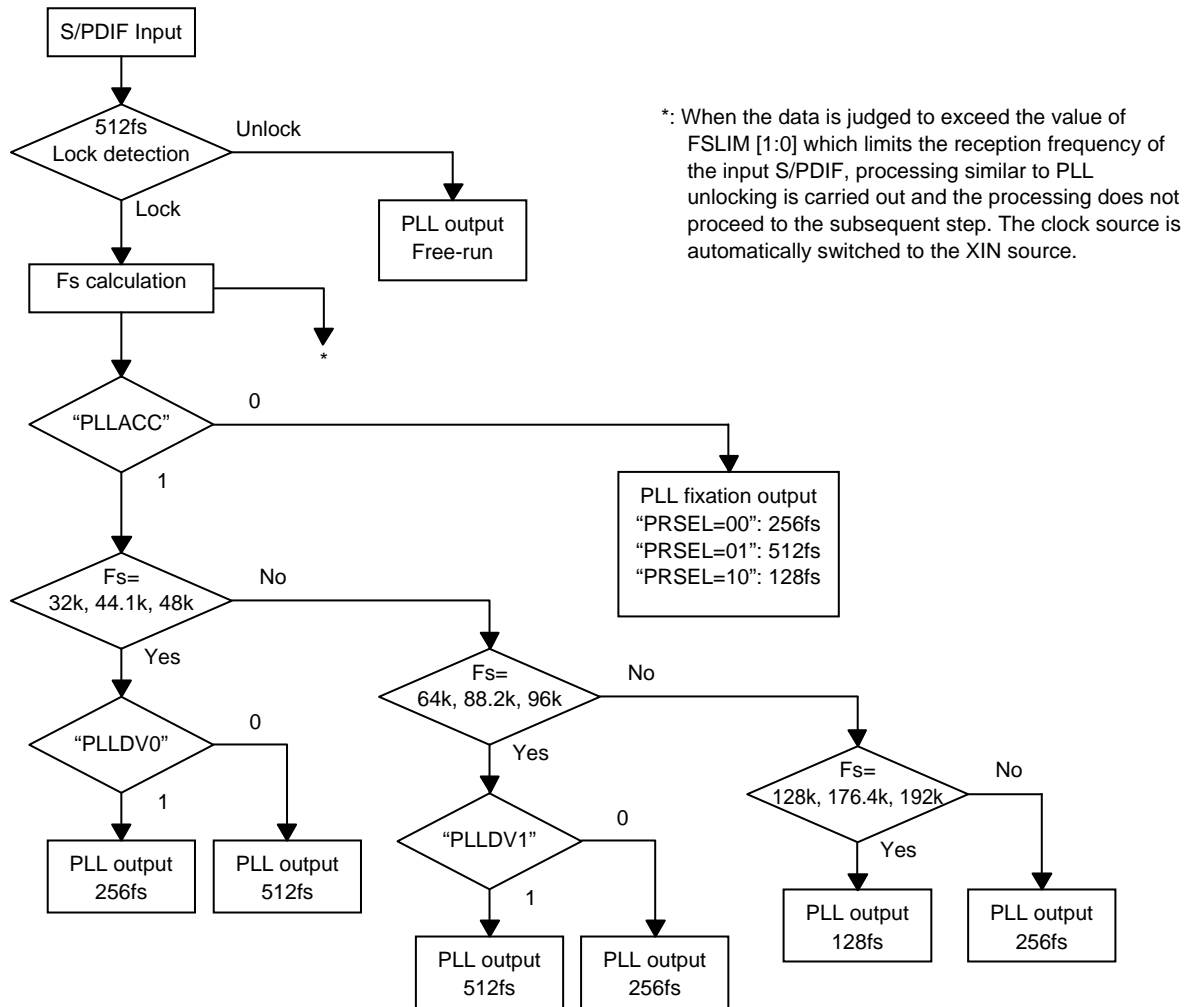 S/PDIF Input
512fs
Lock detection
Unlock
Lock
PLL output
Free-run
*: When the data is judged to exceed the value of
FSLIM [1:0] which limits the reception frequency of
the input S/PDIF, processing similar to PLL
unlocking is carried out and the processing does not
proceed to the subsequent step. The clock source is
automatically switched to the XIN source.
Fs calculation
*
“PLLACC”
0
1
PLL fixation output
“PRSEL=00”: 256fs
“PRSEL=01”: 512fs
“PRSEL=10”: 128fs
Fs=
32k, 44.1k, 48k
No
Yes
Fs=
64k, 88.2k, 96k
No
Yes
“PLLDV0”
0
1
Fs=
128k, 176.4k, 192k
No
Yes
“PLLDV1”
0
1
PLL output
256fs
PLL output
512fs
PLL output
128fs
PLL output
256fs
PLL output
512fs
PLL output
256fs